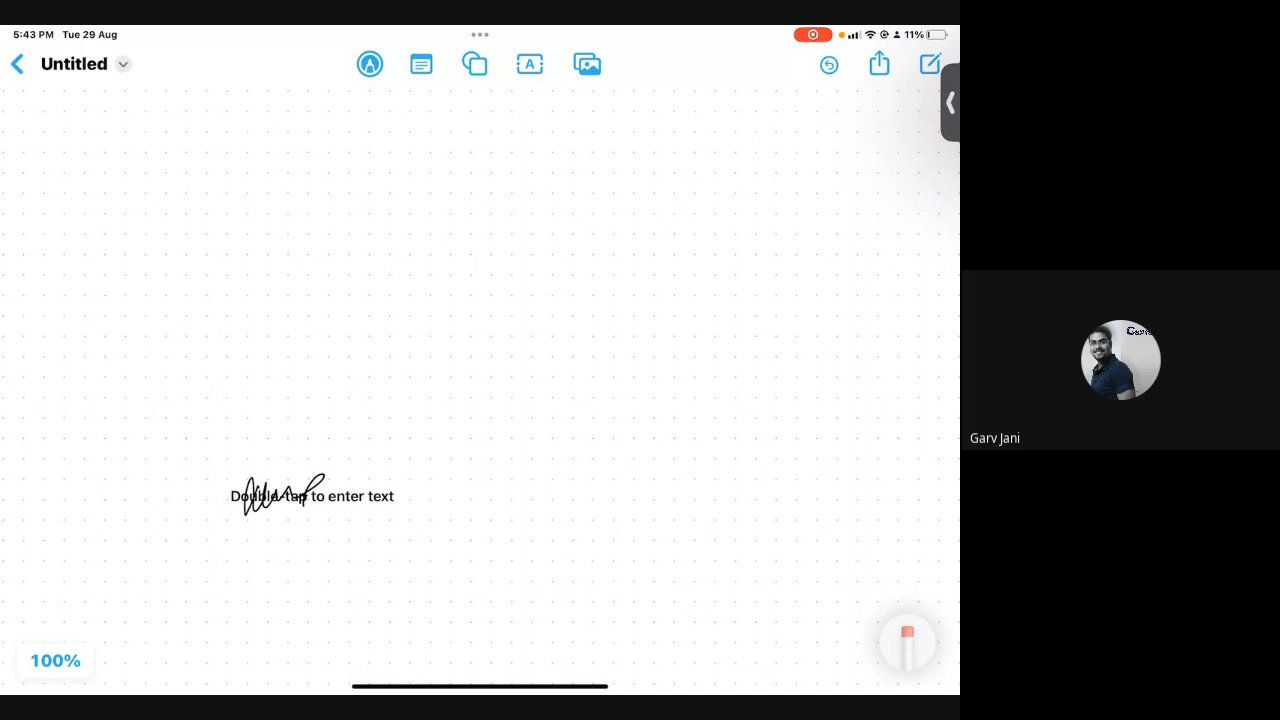 5:43 PM Tue 29 Aug
11%
Untitled
A
Double-tap to enter text
Garv Jani
100%